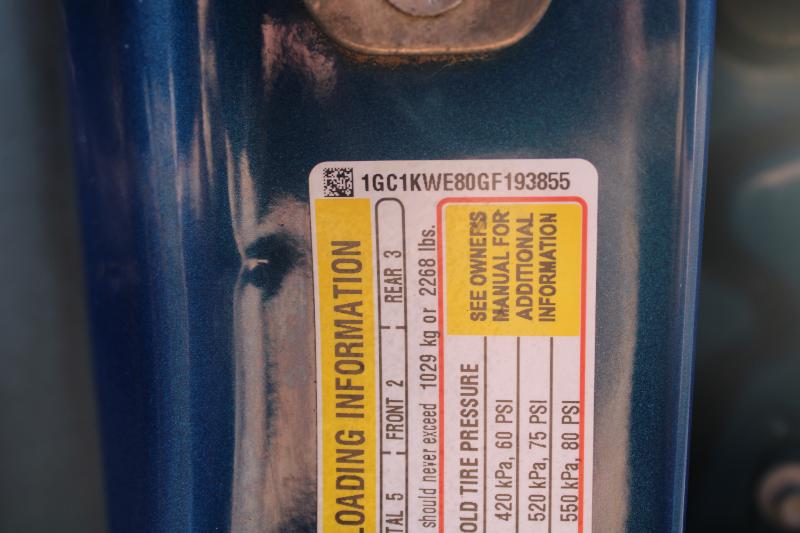 1GC1KWE80GF193855
LOADING INFORMATION
TAL 5 FRONT 2 REAR 3
should never exceed 1029 kg or 2268 lbs.
OLD TIRE PRESSURE
SEE OWNER'S
MANUAL FOR
ADDITIONAL
INFORMATION
420 kPa, 60 PSI
520 kPa, 75 PSI
550 kPa, 80 PSI